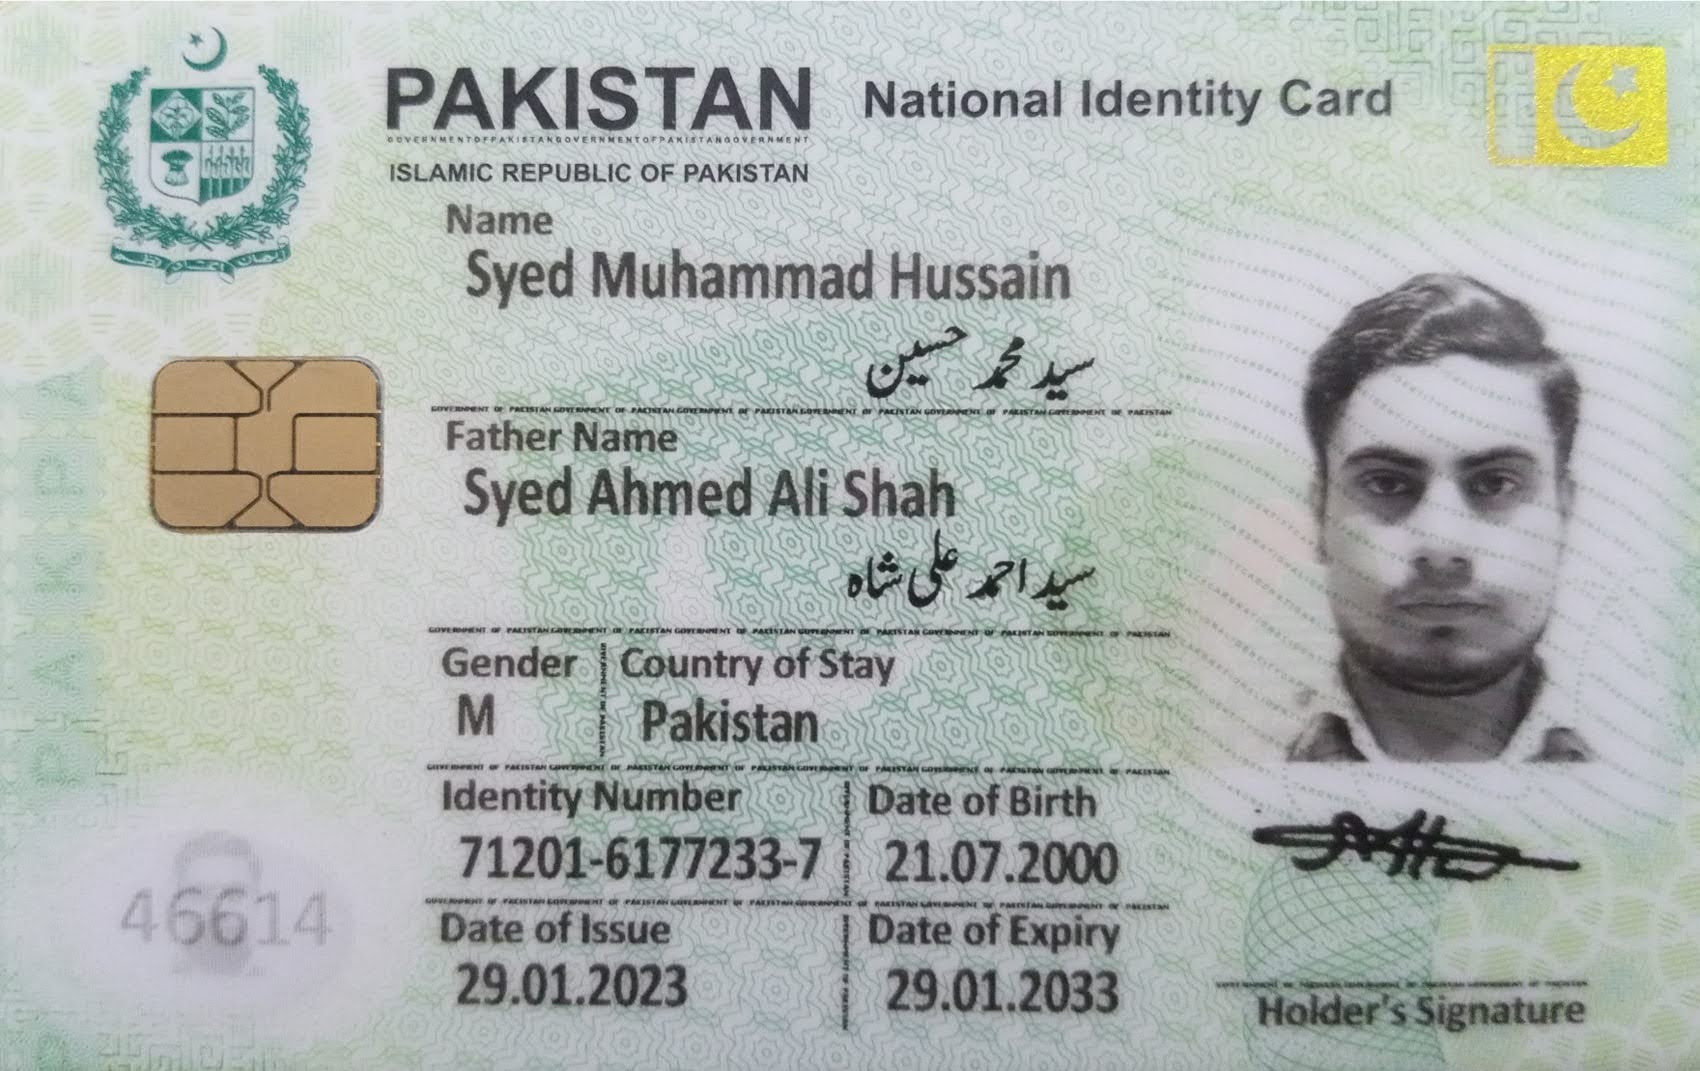 PAKISTAN National Identity Card
ISLAMIC REPUBLIC OF PAKISTAN
Name
Syed Muhammad Hussain
سید محمد حسین
Father Name
Syed Ahmed Ali Shah
سید احمد علی شاہ
Gender Country of Stay
M Pakistan
Identity Number Date of Birth
71201-6177233-7 21.07.2000
Date of Issue Date of Expiry
29.01.2023 29.01.2033
46614
Holder's Signature